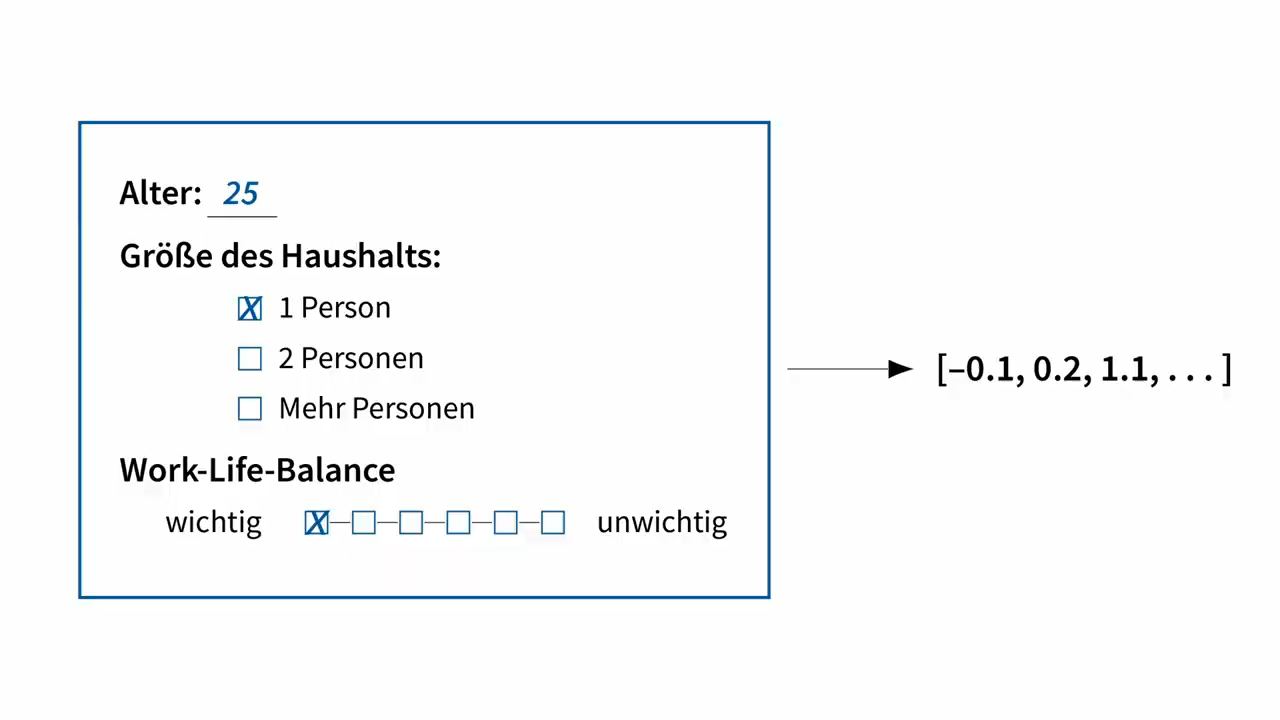 Alter: 25
Größe des Haushalts:
X 1 Person
2 Personen
Mehr Personen
[–0.1, 0.2, 1.1, . . . ]
Work-Life-Balance
wichtig X unwichtig